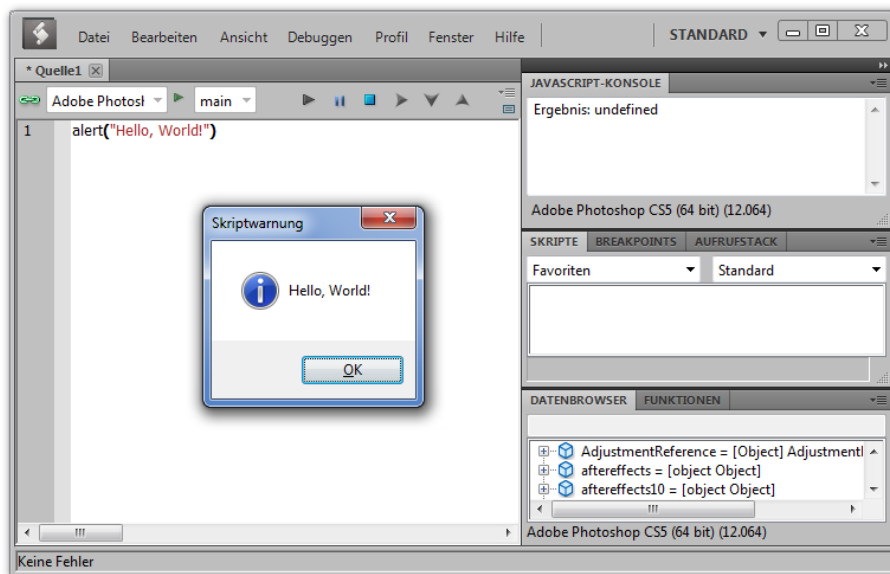 Datei Bearbeiten Ansicht Debuggen Profil Fenster Hilfe STANDARD
* Quelle1
Adobe Photosh main
1 alert("Hello, World!")
Skriptwarnung
Hello, World!
OK
JAVASCRIPT-KONSOLE
Ergebnis: undefined
Adobe Photoshop CS5 (64 bit) (12.064)
SKRIPTE BREAKPOINTS AUFRUFSTACK
Favoriten Standard
DATENBROWSER FUNKTIONEN
AdjustmentReference = [Object] Adjustment
aftereffects = [object Object]
aftereffects10 = [object Object]
Adobe Photoshop CS5 (64 bit) (12.064)
Keine Fehler